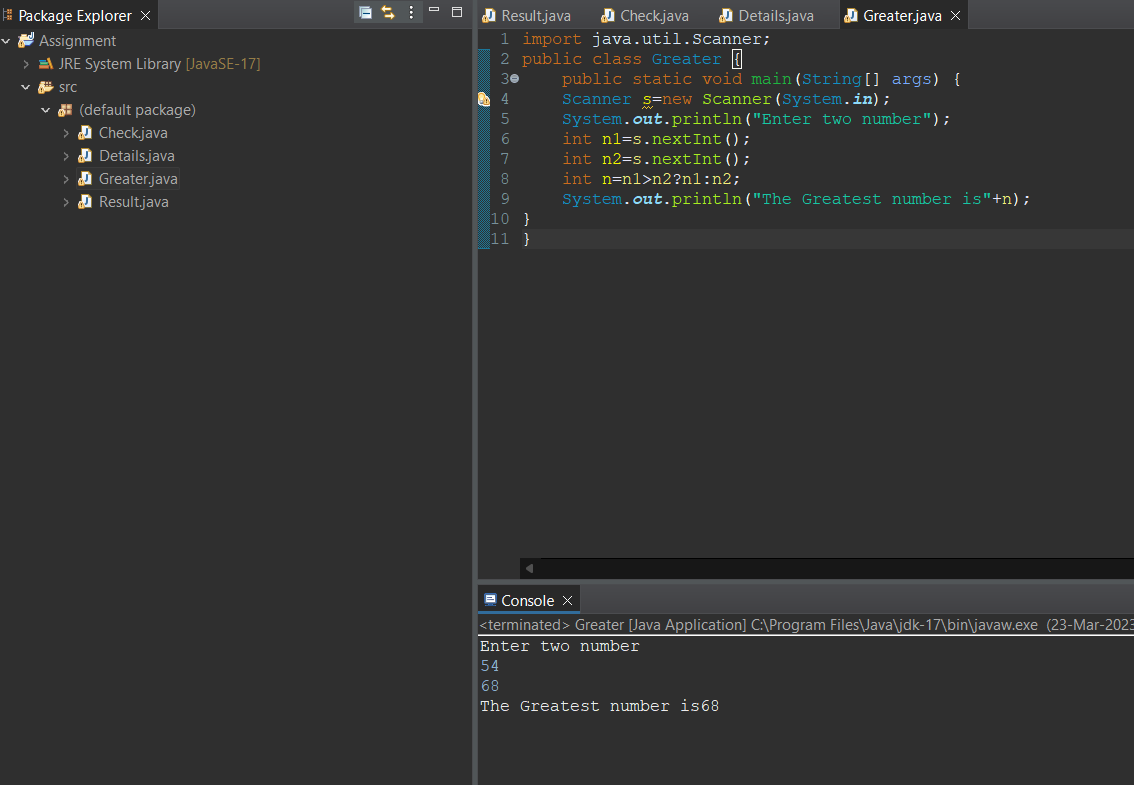 Package Explorer
Assignment
JRE System Library [JavaSE-17]
src
(default package)
Check.java
Details.java
Greater.java
Result.java
Result.java Check.java Details.java Greater.java
1 import java.util.Scanner;
2 public class Greater {
3 public static void main(String[] args) {
4 Scanner s=new Scanner(System.in);
5 System.out.println("Enter two number");
6 int n1=s.nextInt();
7 int n2=s.nextInt();
8 int n=n1>n2?n1:n2;
9 System.out.println("The Greatest number is"+n);
10 }
11 }
Console
<terminated> Greater [Java Application] C:\Program Files\Java\jdk-17\bin\javaw.exe (23-Mar-2023
Enter two number
54
68
The Greatest number is68